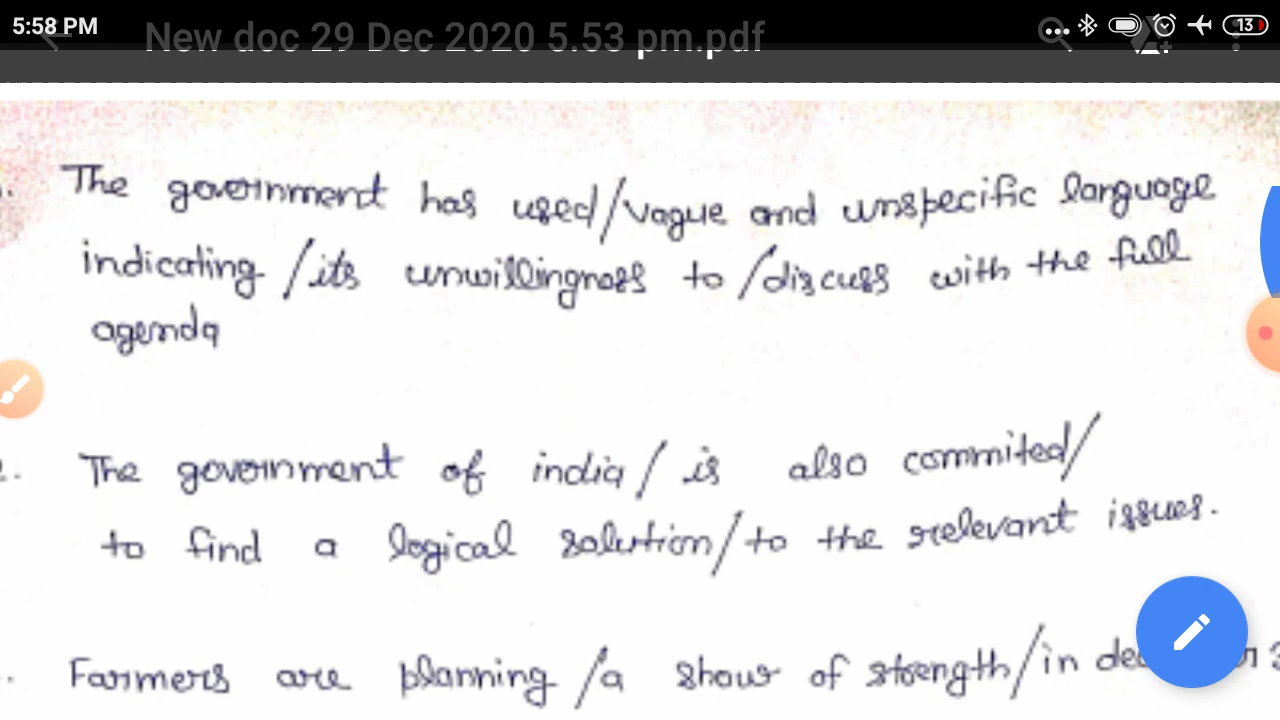 5:58 PM
13
New doc 29 Dec 2020 5.53 pm.pdf
The government has used/vague and unspecific language
indicating /its unwillingness to /discuss with the full
agenda
The government of india / is also commited/
to find a logical solution/to the relevant issues.
Farmers are planning /a show of strength/in